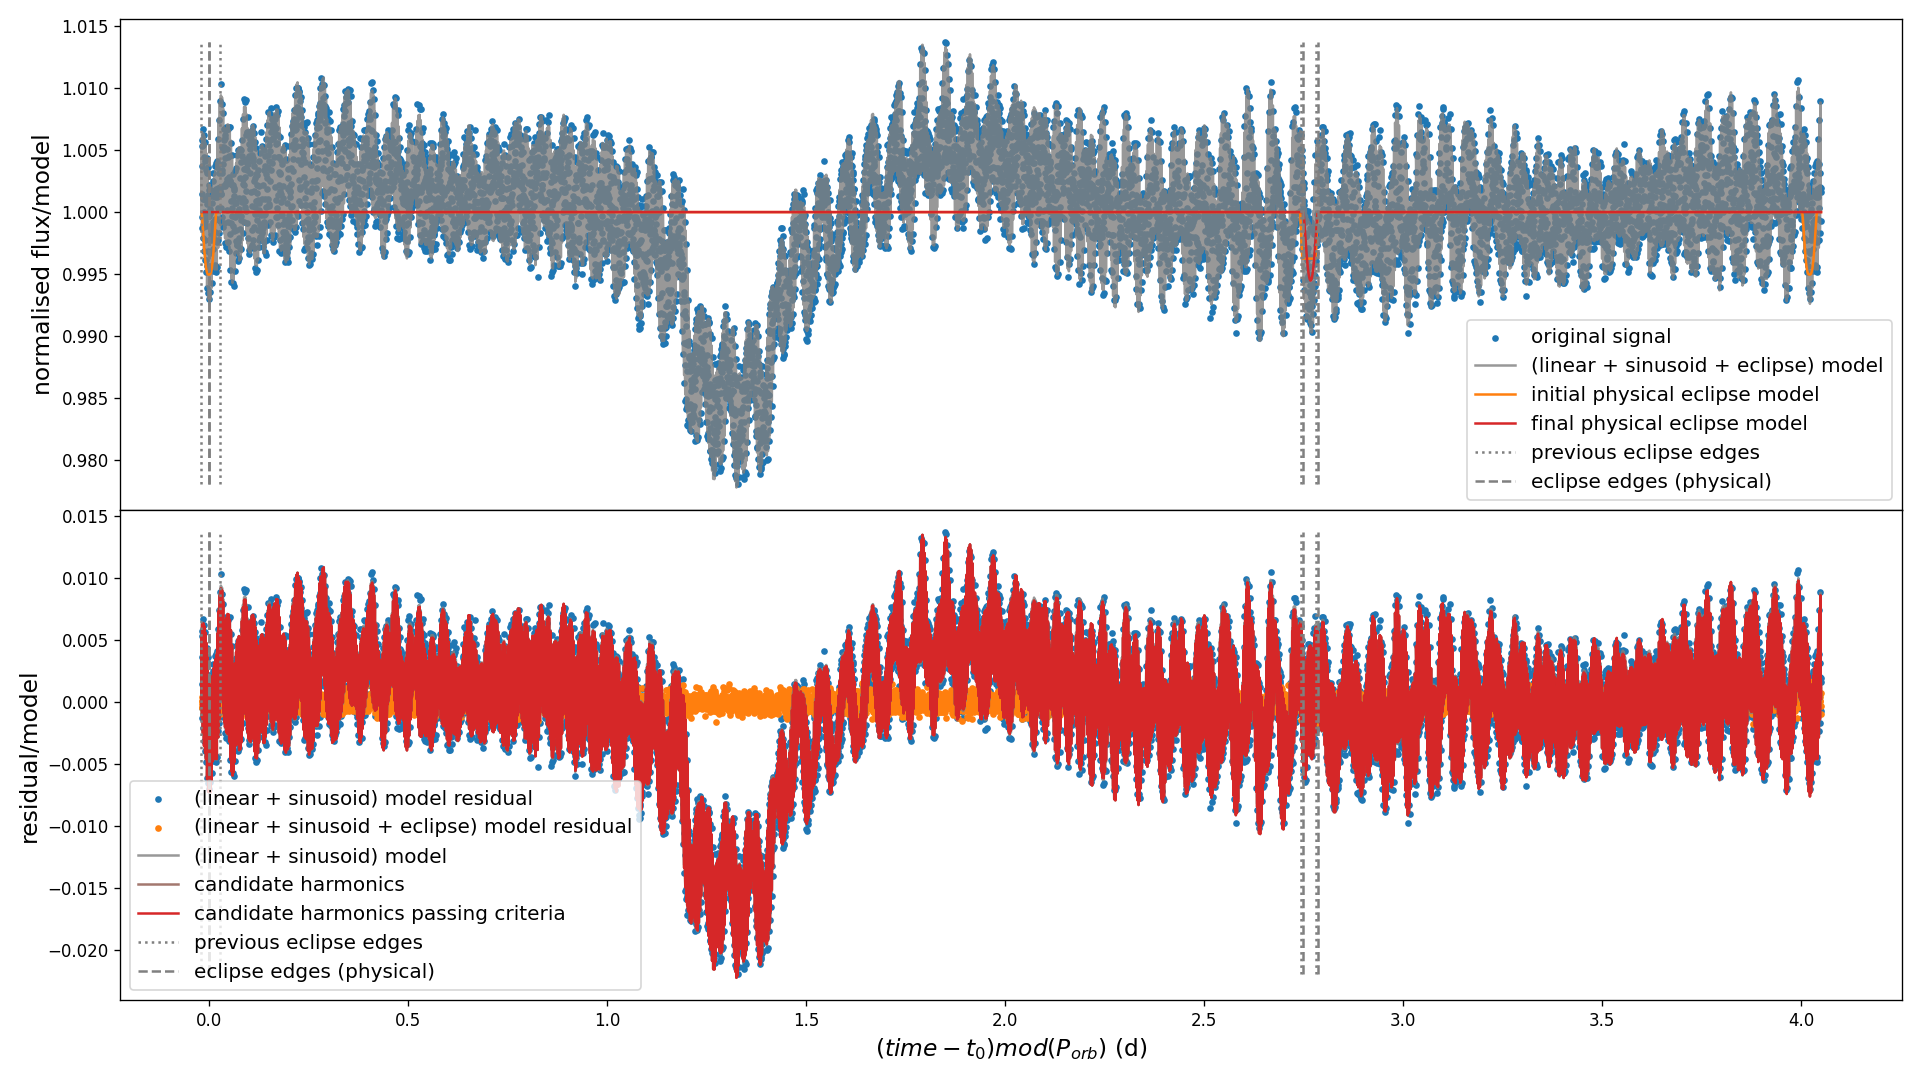 normalised flux/model
1.015
1.010
1.005
1.000
0.995
0.990
0.985
0.980
original signal
(linear + sinusoid + eclipse) model
initial physical eclipse model
final physical eclipse model
previous eclipse edges
eclipse edges (physical)
residual/model
0.015
0.010
0.005
0.000
−0.005
−0.010
−0.015
−0.020
(linear + sinusoid) model residual
(linear + sinusoid + eclipse) model residual
(linear + sinusoid) model
candidate harmonics
candidate harmonics passing criteria
previous eclipse edges
eclipse edges (physical)
0.0 0.5 1.0 1.5 2.0 2.5 3.0 3.5 4.0
(time − t₀)mod(Pₒᵣb) (d)